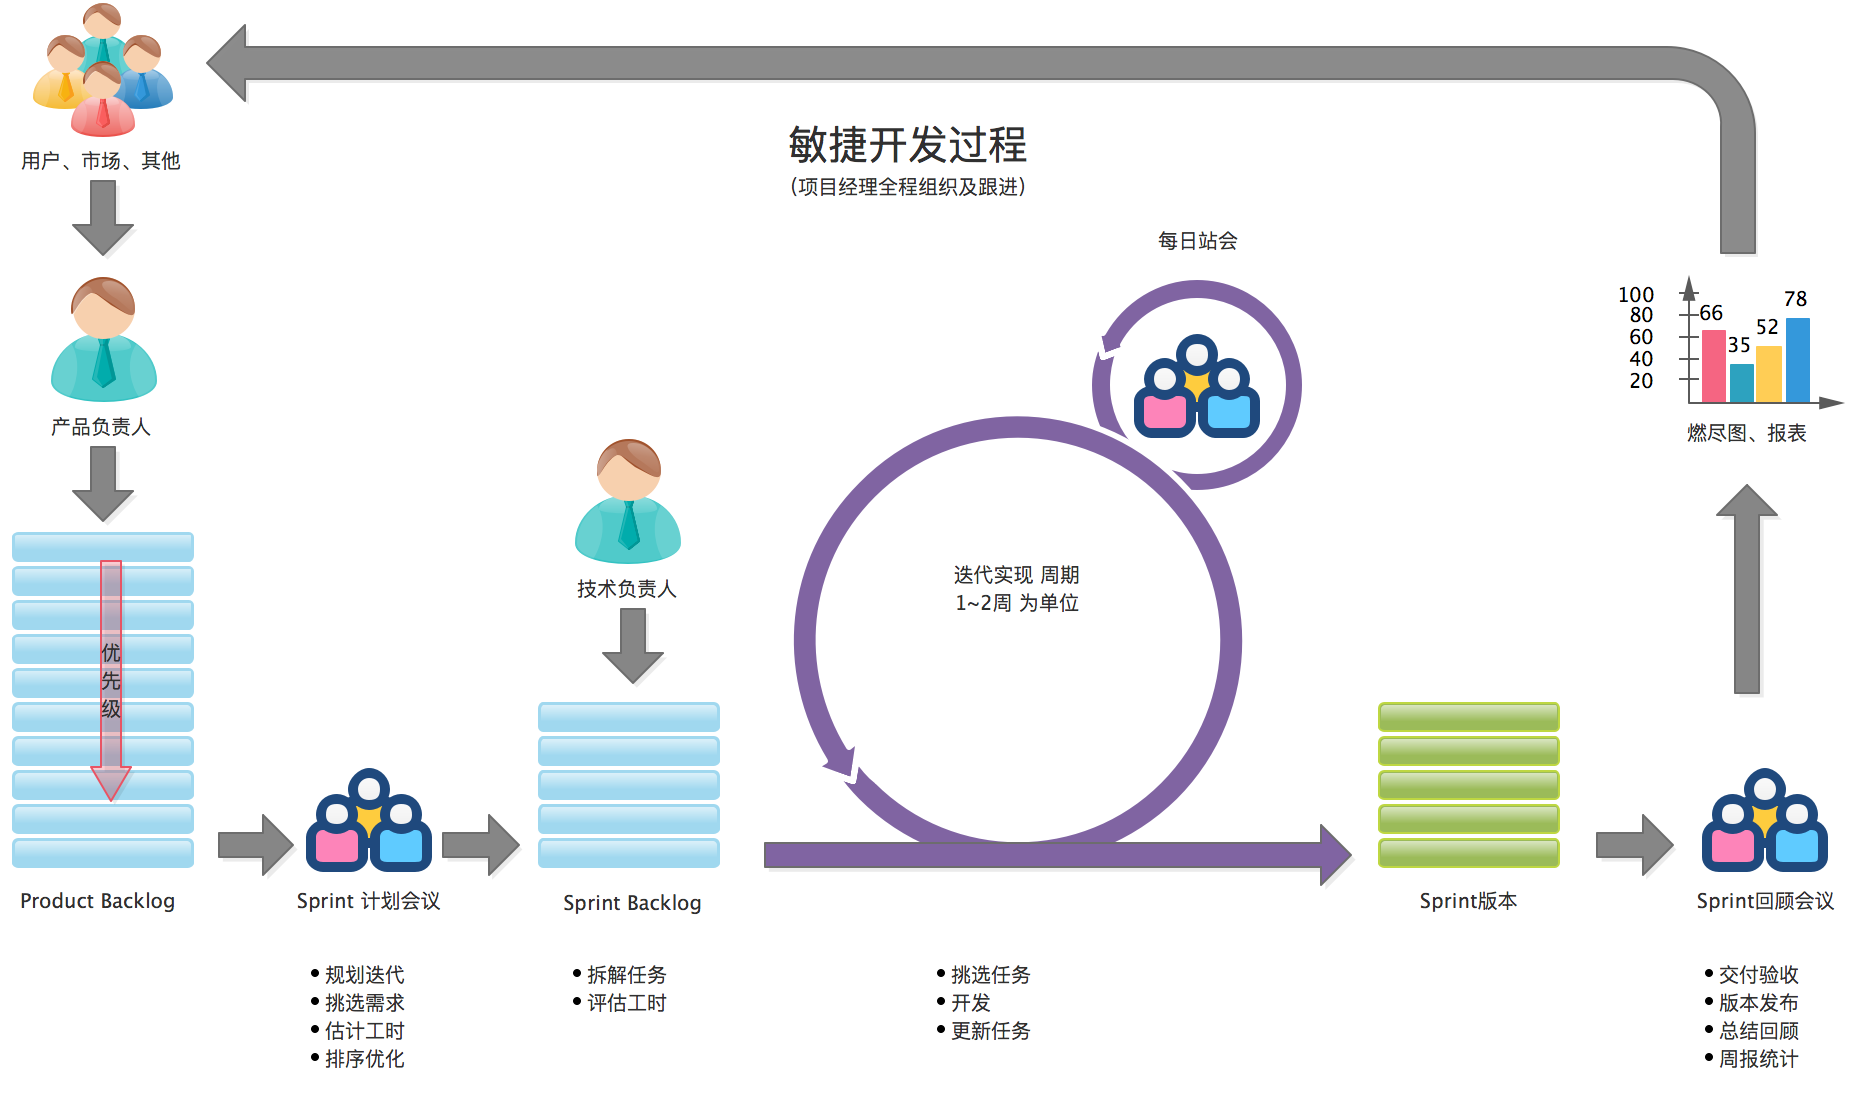 用户、市场、其他
敏捷开发过程
(项目经理全程组织及跟进)
每日站会
产品负责人
技术负责人
优
先
级
迭代实现 周期
1~2周 为单位
100
80
60
40
20
66
35
52
78
燃尽图、报表
Product Backlog
Sprint 计划会议
Sprint Backlog
Sprint版本
Sprint回顾会议
• 规划迭代
• 挑选需求
• 估计工时
• 排序优化
• 拆解任务
• 评估工时
• 挑选任务
• 开发
• 更新任务
• 交付验收
• 版本发布
• 总结回顾
• 周报统计